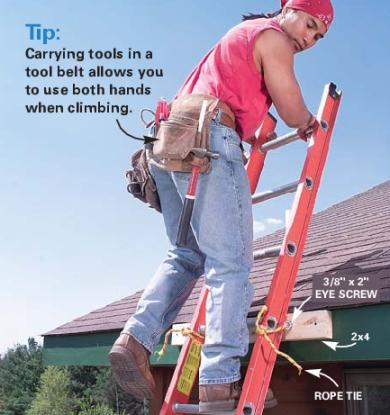 Tip:
Carrying tools in a
tool belt allows you
to use both hands
when climbing.
3/8" x 2"
EYE SCREW
2x4
ROPE TIE